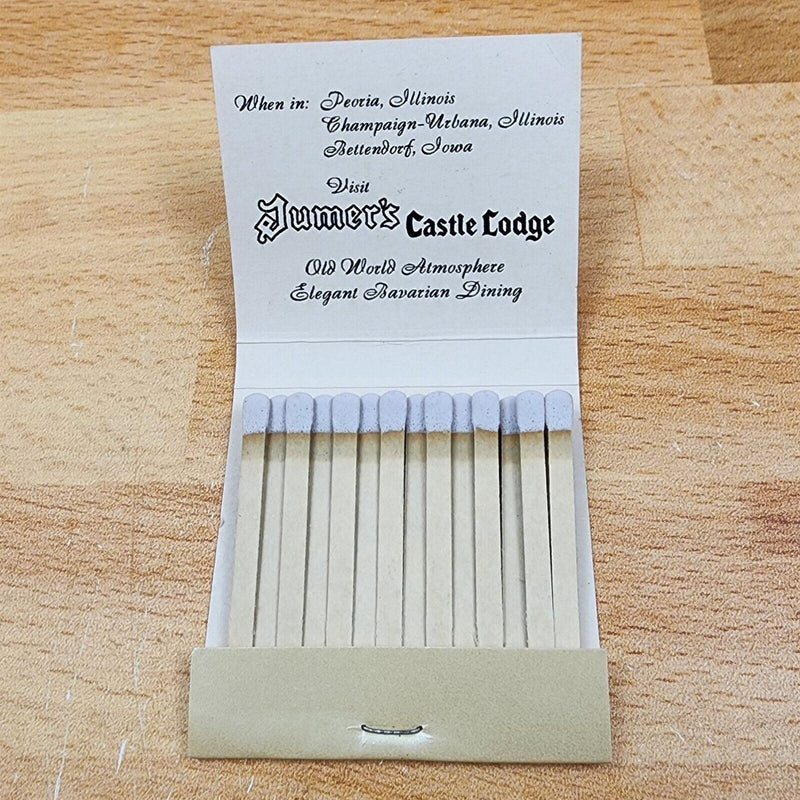 When in: Peoria, Illinois
Champaign-Urbana, Illinois
Bettendorf, Iowa
Visit
Jumer's Castle Lodge
Old World Atmosphere
Elegant Bavarian Dining